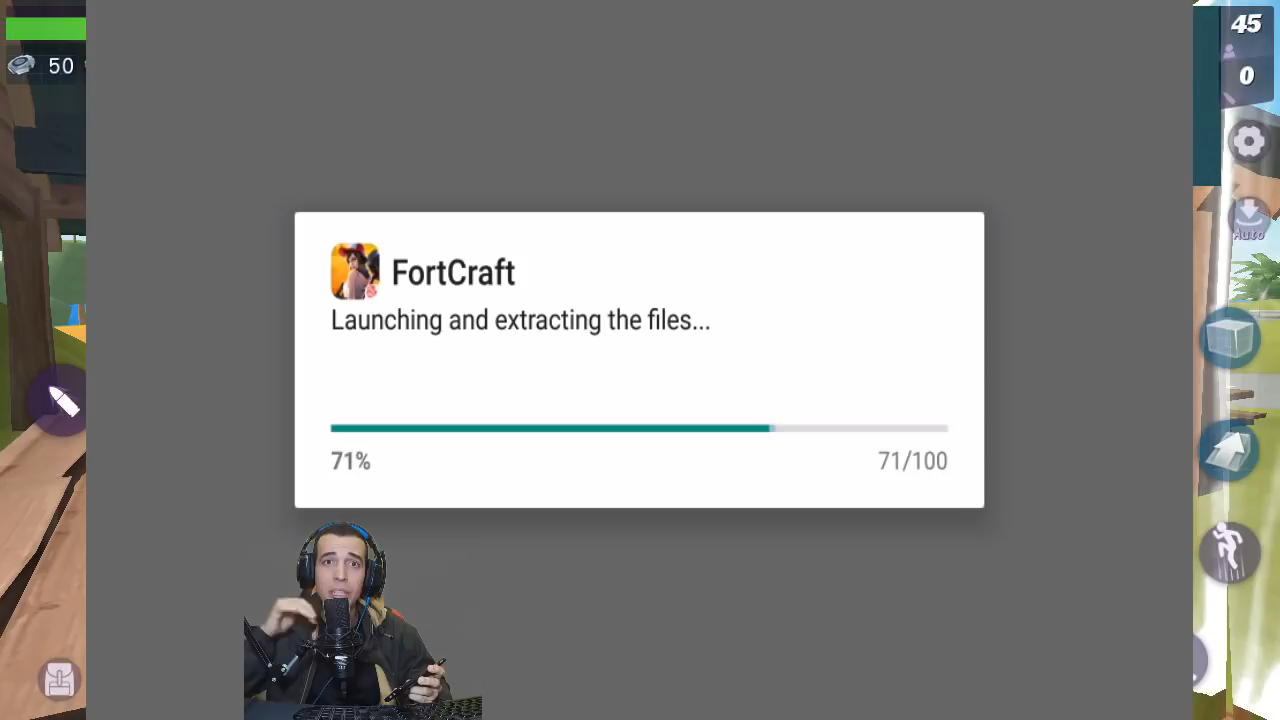 50
45
0
Auto
FortCraft
Launching and extracting the files...
71%
71/100